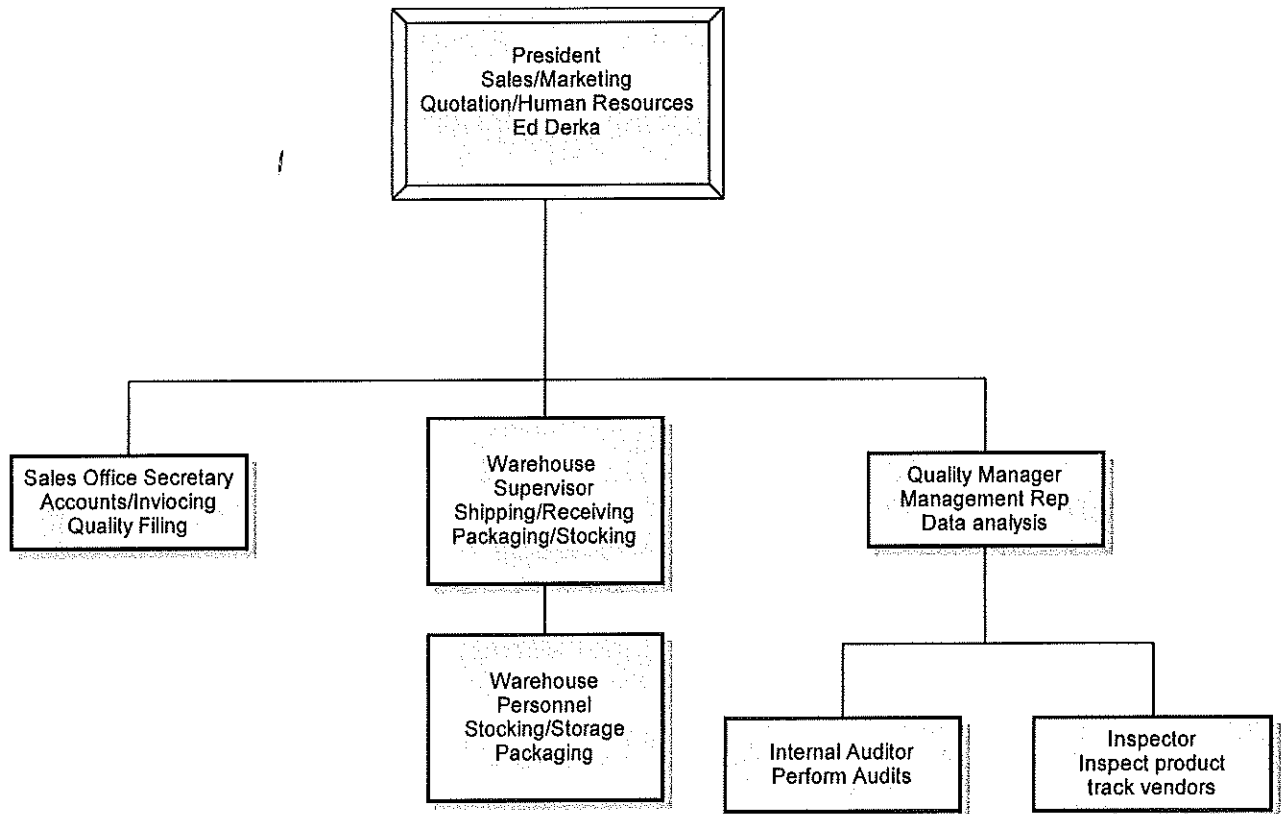 President
Sales/Marketing
Quotation/Human Resources
Ed Derka
Sales Office Secretary
Accounts/Inviocing
Quality Filing
Warehouse
Supervisor
Shipping/Receiving
Packaging/Stocking
Quality Manager
Management Rep
Data analysis
Warehouse
Personnel
Stocking/Storage
Packaging
Internal Auditor
Perform Audits
Inspector
Inspect product
track vendors